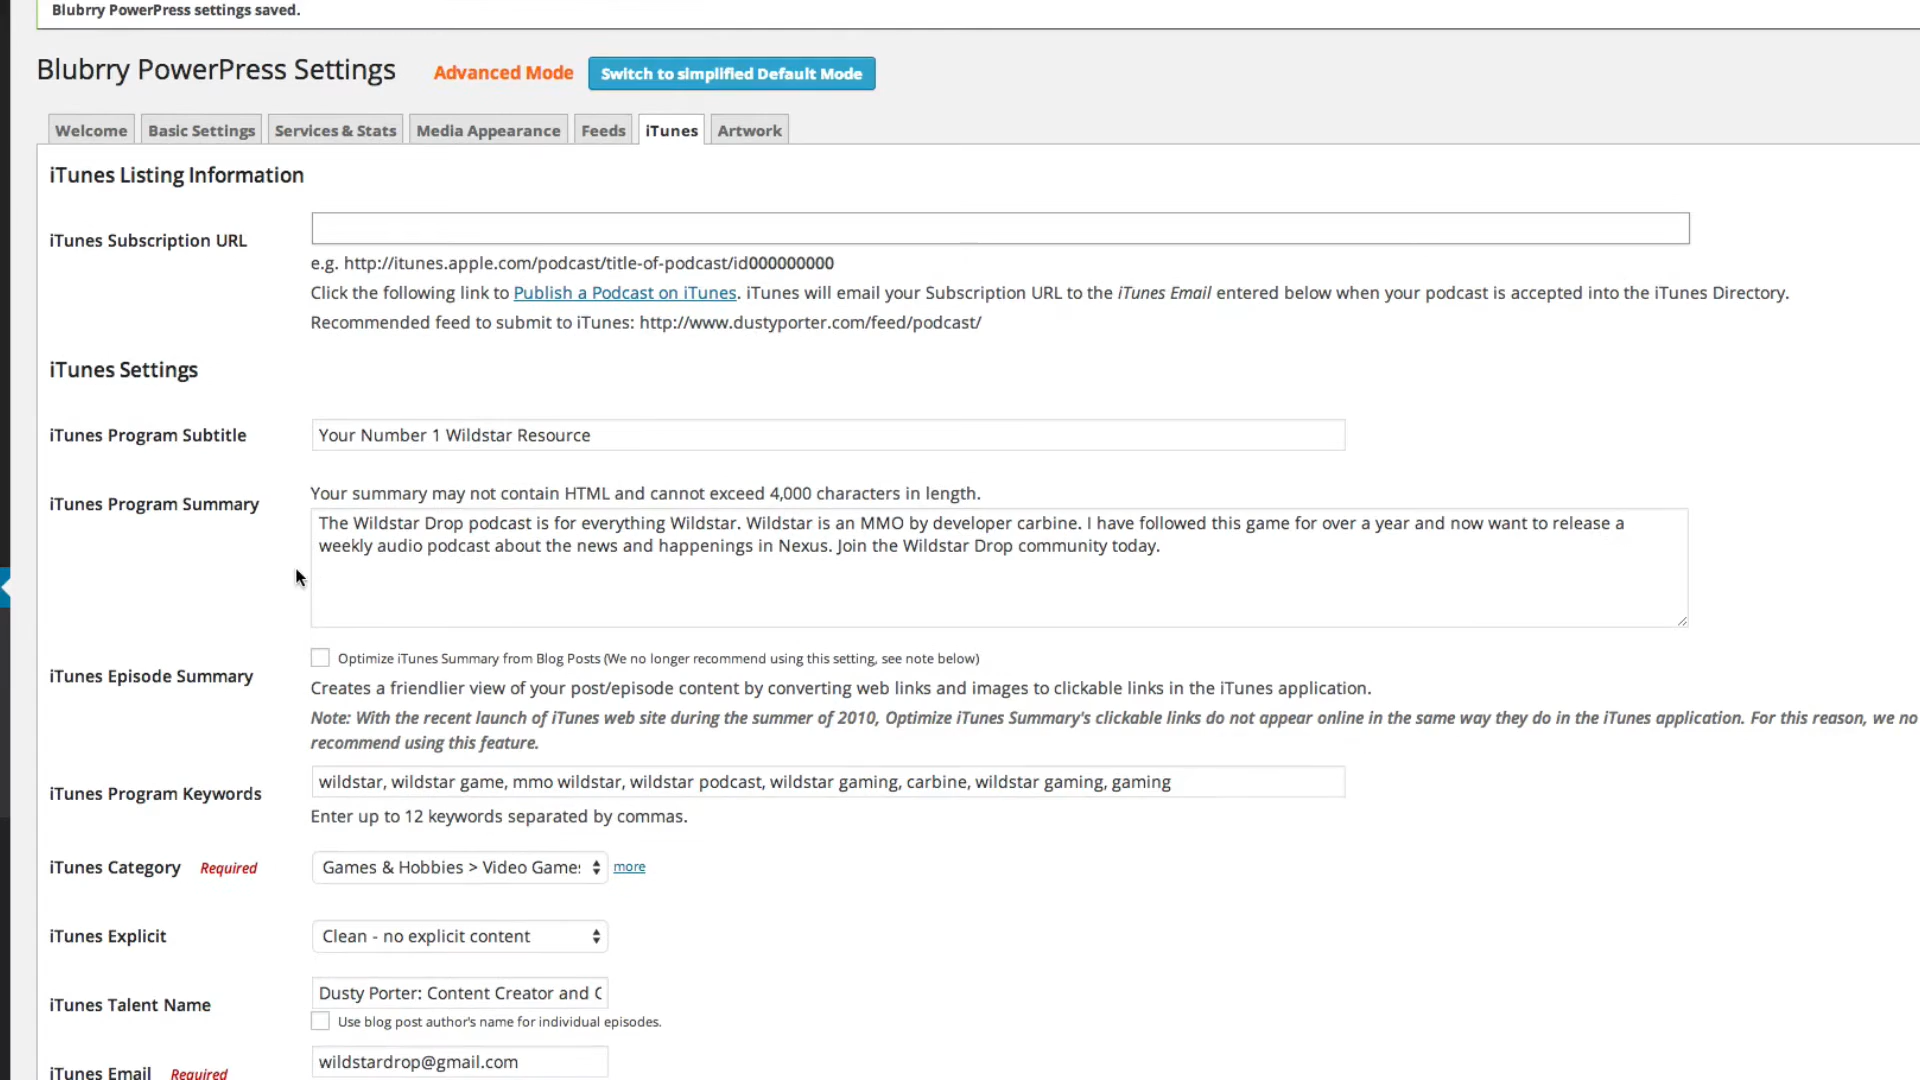 Blubrry PowerPress settings saved.
Blubrry PowerPress Settings Advanced Mode Switch to simplified Default Mode
Welcome Basic Settings Services & Stats Media Appearance Feeds iTunes Artwork
iTunes Listing Information
iTunes Subscription URL
e.g. http://itunes.apple.com/podcast/title-of-podcast/id000000000
Click the following link to Publish a Podcast on iTunes. iTunes will email your Subscription URL to the iTunes Email entered below when your podcast is accepted into the iTunes Directory.
Recommended feed to submit to iTunes: http://www.dustyporter.com/feed/podcast/
iTunes Settings
iTunes Program Subtitle Your Number 1 Wildstar Resource
iTunes Program Summary Your summary may not contain HTML and cannot exceed 4,000 characters in length.
The Wildstar Drop podcast is for everything Wildstar. Wildstar is an MMO by developer carbine. I have followed this game for over a year and now want to release a
weekly audio podcast about the news and happenings in Nexus. Join the Wildstar Drop community today.
iTunes Episode Summary Optimize iTunes Summary from Blog Posts (We no longer recommend using this setting, see note below)
Creates a friendlier view of your post/episode content by converting web links and images to clickable links in the iTunes application.
Note: With the recent launch of iTunes web site during the summer of 2010, Optimize iTunes Summary's clickable links do not appear online in the same way they do in the iTunes application. For this reason, we no
recommend using this feature.
iTunes Program Keywords wildstar, wildstar game, mmo wildstar, wildstar podcast, wildstar gaming, carbine, wildstar gaming, gaming
Enter up to 12 keywords separated by commas.
iTunes Category Required Games & Hobbies > Video Games more
iTunes Explicit Clean - no explicit content
iTunes Talent Name Dusty Porter: Content Creator and
Use blog post author's name for individual episodes.
iTunes Email Required wildstardrop@gmail.com